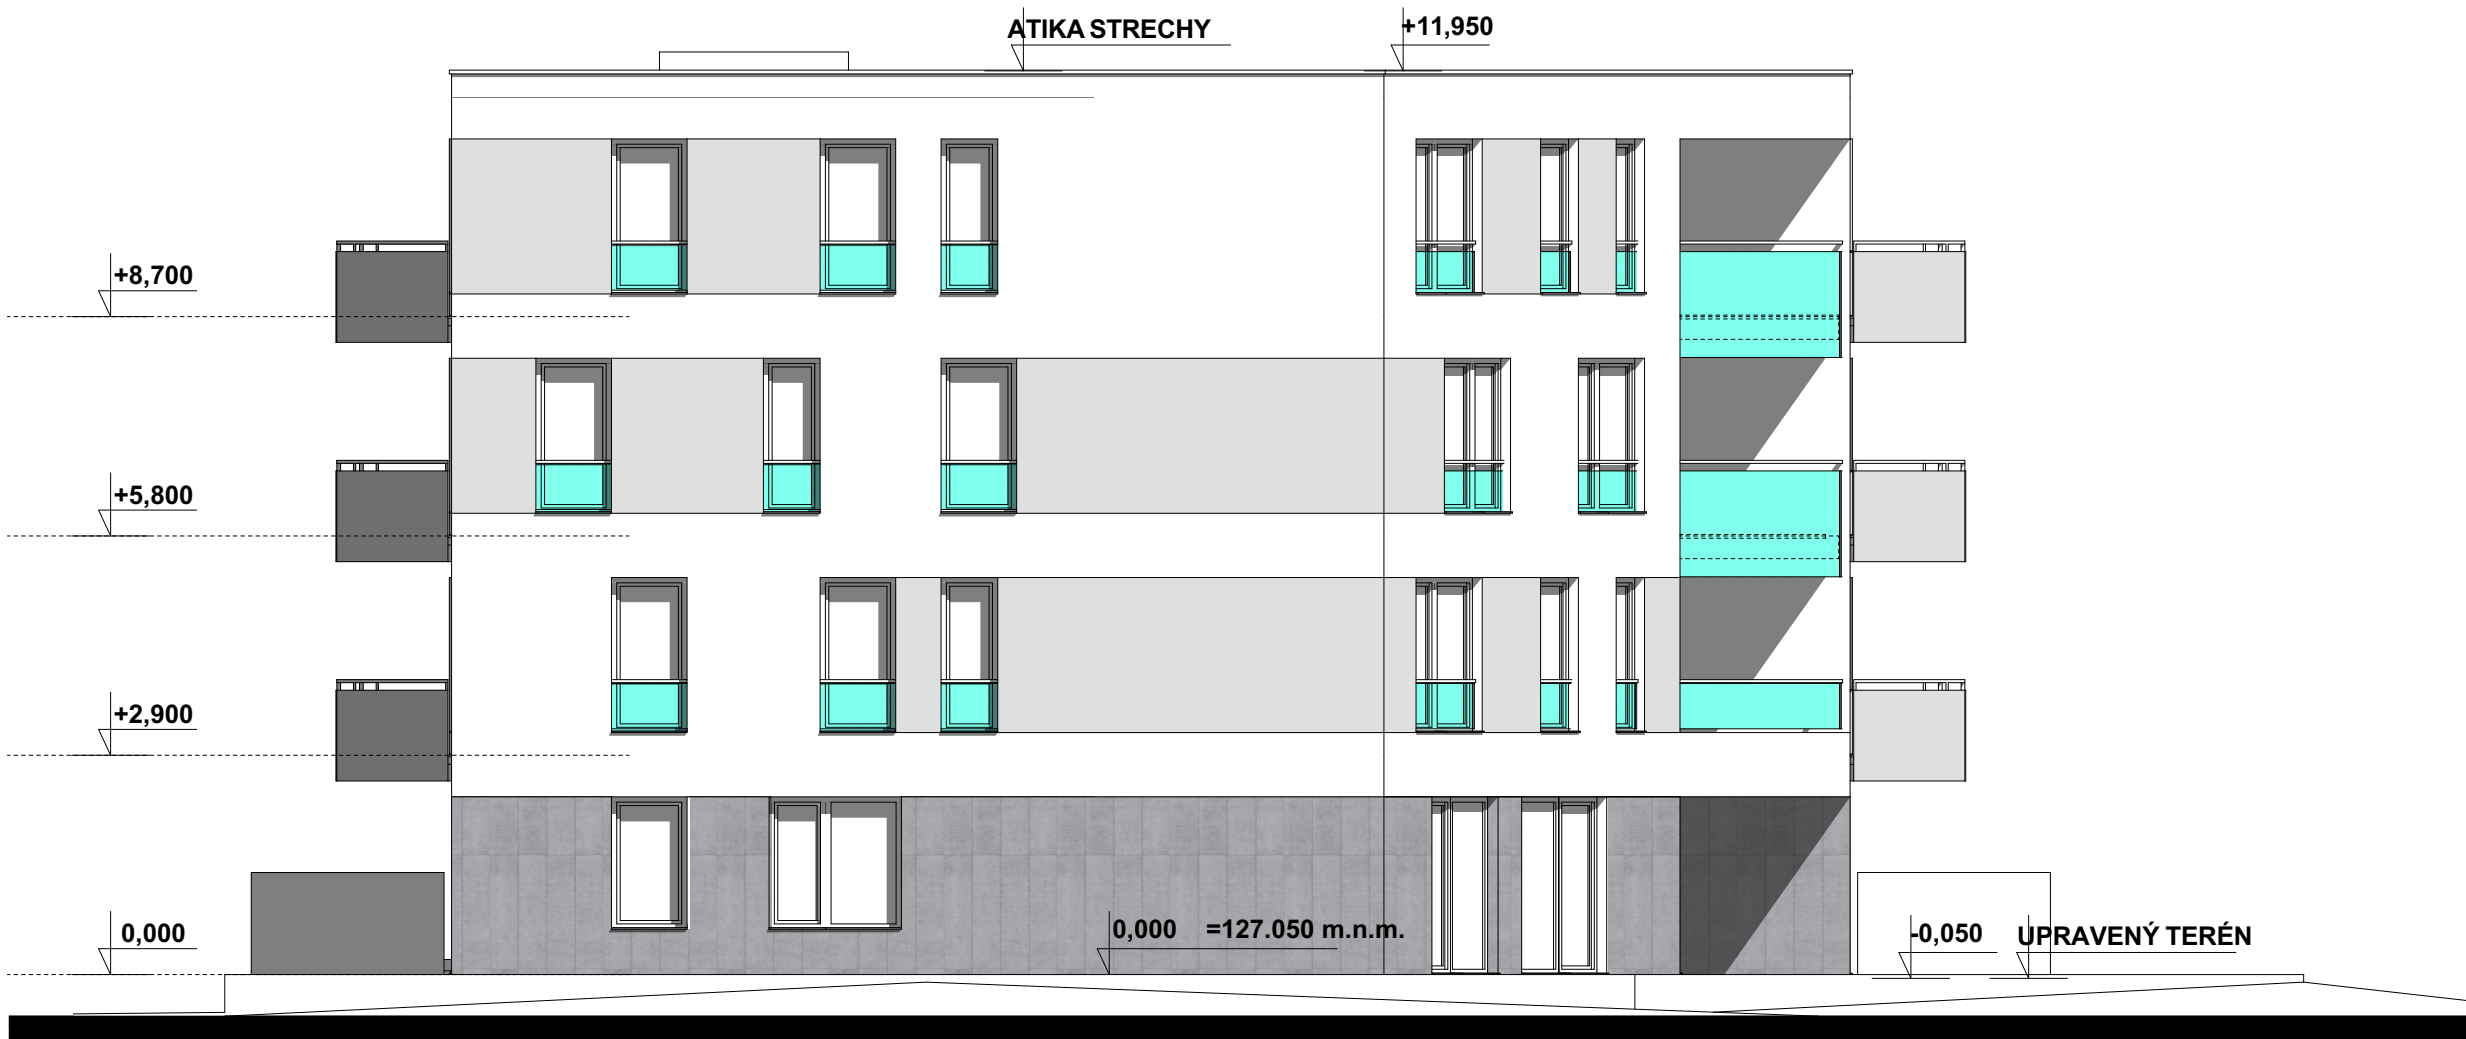 ATIKA STRECHY
+11,950
+8,700
+5,800
+2,900
0,000
0,000 =127.050 m.n.m.
-0,050
UPRAVENÝ TERÉN